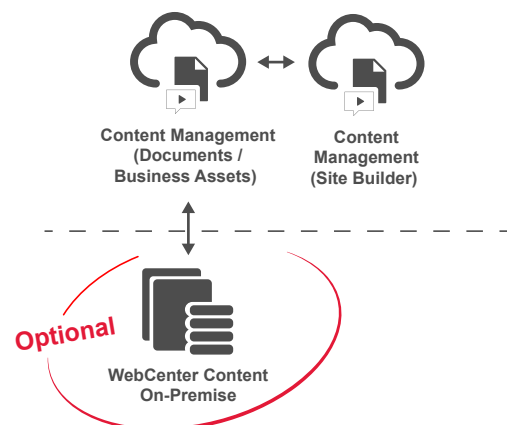 Content Management
(Documents /
Business Assets)
Content
Management
(Site Builder)
Optional
WebCenter Content
On-Premise